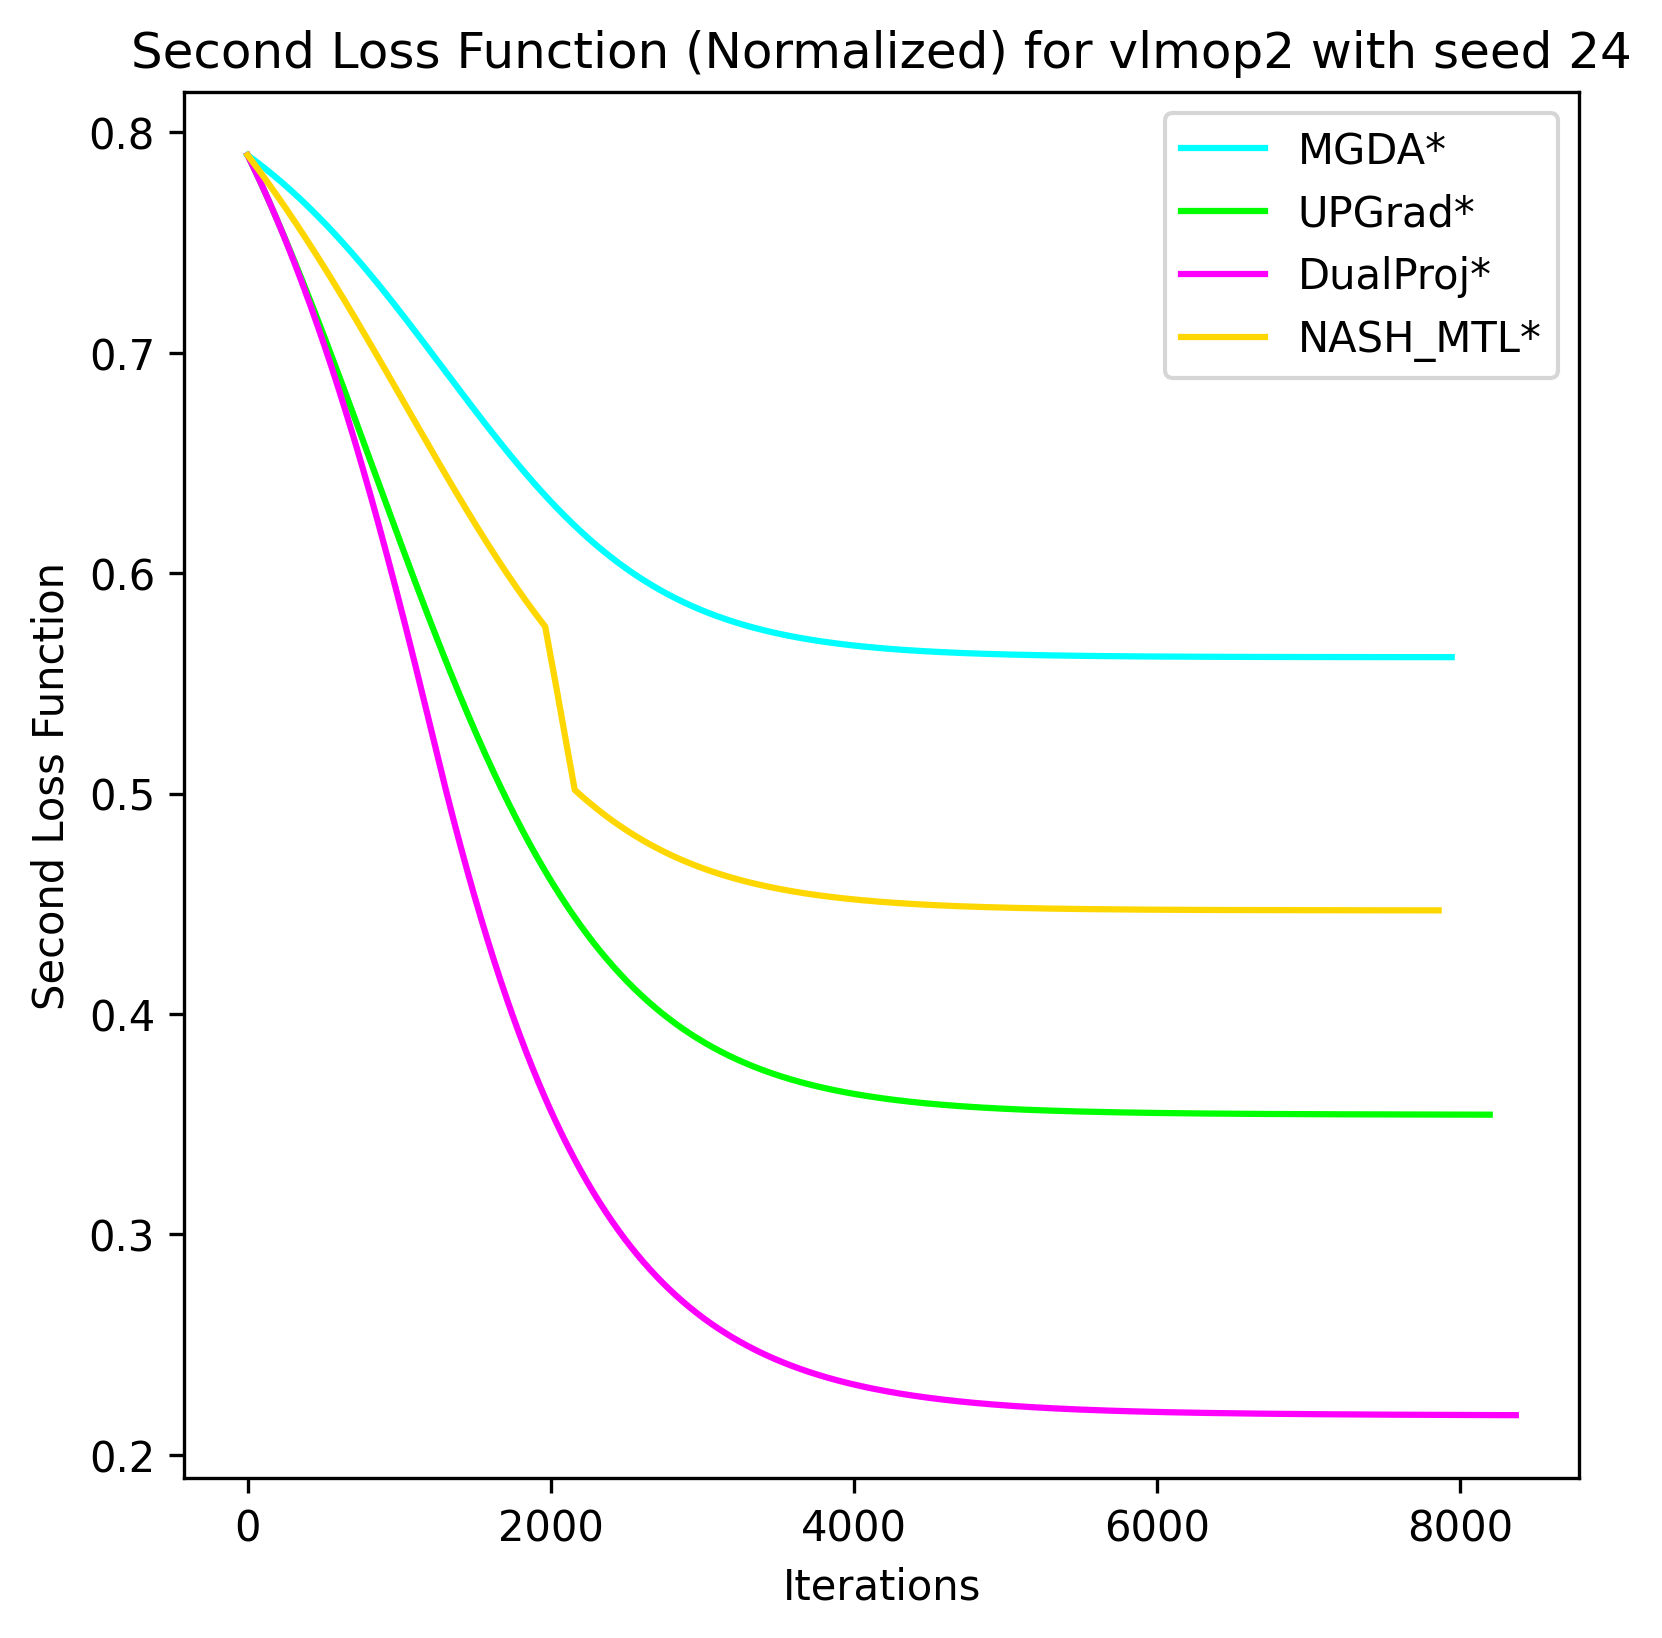 Second Loss Function (Normalized) for vlmop2 with seed 24
MGDA*
UPGrad*
DualProj*
NASH_MTL*
Second Loss Function
0.8
0.7
0.6
0.5
0.4
0.3
0.2
0
2000
4000
6000
8000
Iterations